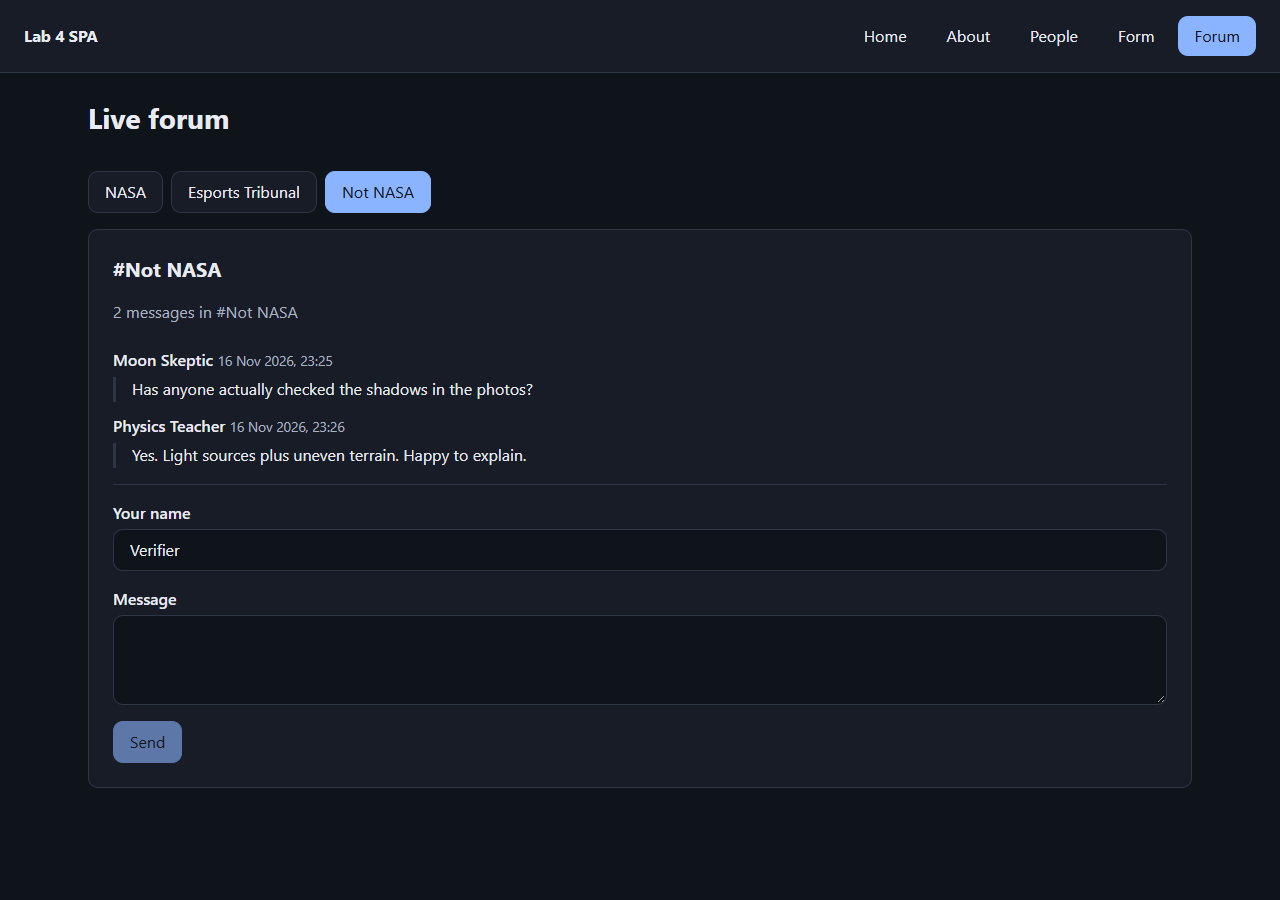 Lab 4 SPA Home About People Form Forum
Live forum
NASA Esports Tribunal Not NASA
#Not NASA
2 messages in #Not NASA
Moon Skeptic 16 Nov 2026, 23:25
Has anyone actually checked the shadows in the photos?
Physics Teacher 16 Nov 2026, 23:26
Yes. Light sources plus uneven terrain. Happy to explain.
Your name
Verifier
Message
Send